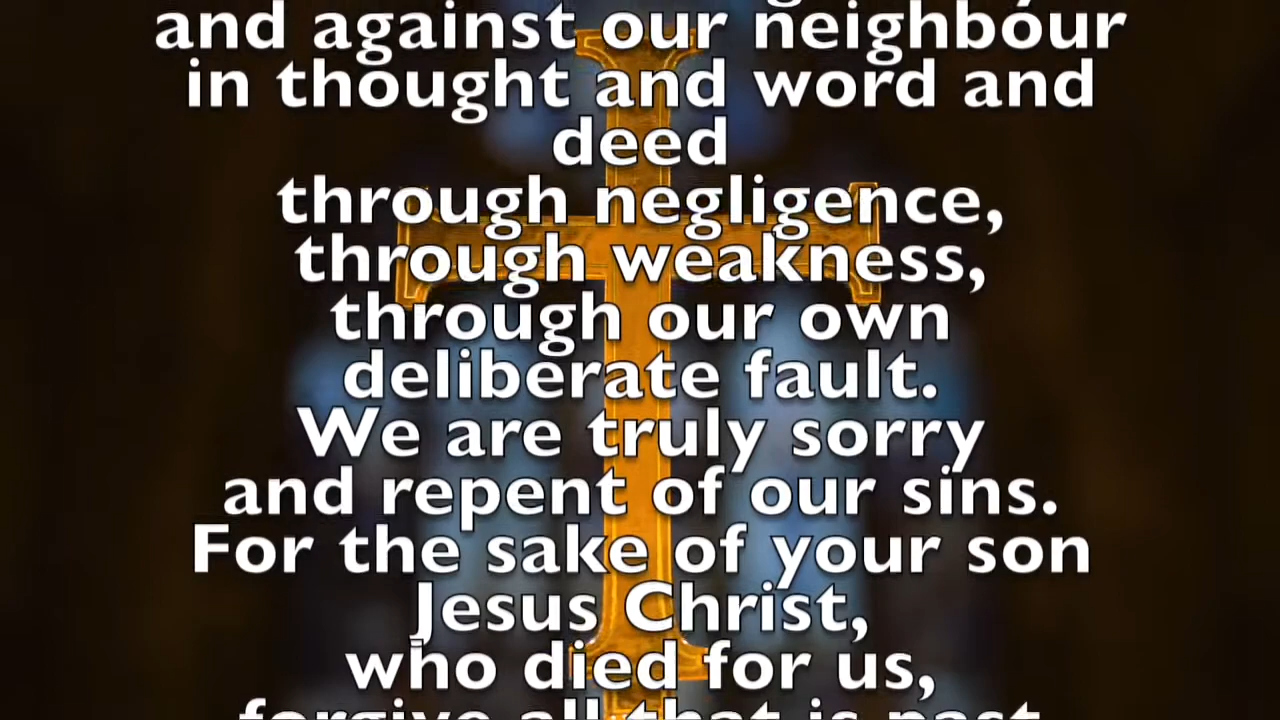 and against our neighbour
in thought and word and
deed
through negligence,
through weakness,
through our own
deliberate fault.
We are truly sorry
and repent of our sins.
For the sake of your son
Jesus Christ,
who died for us,
forgive all that is past